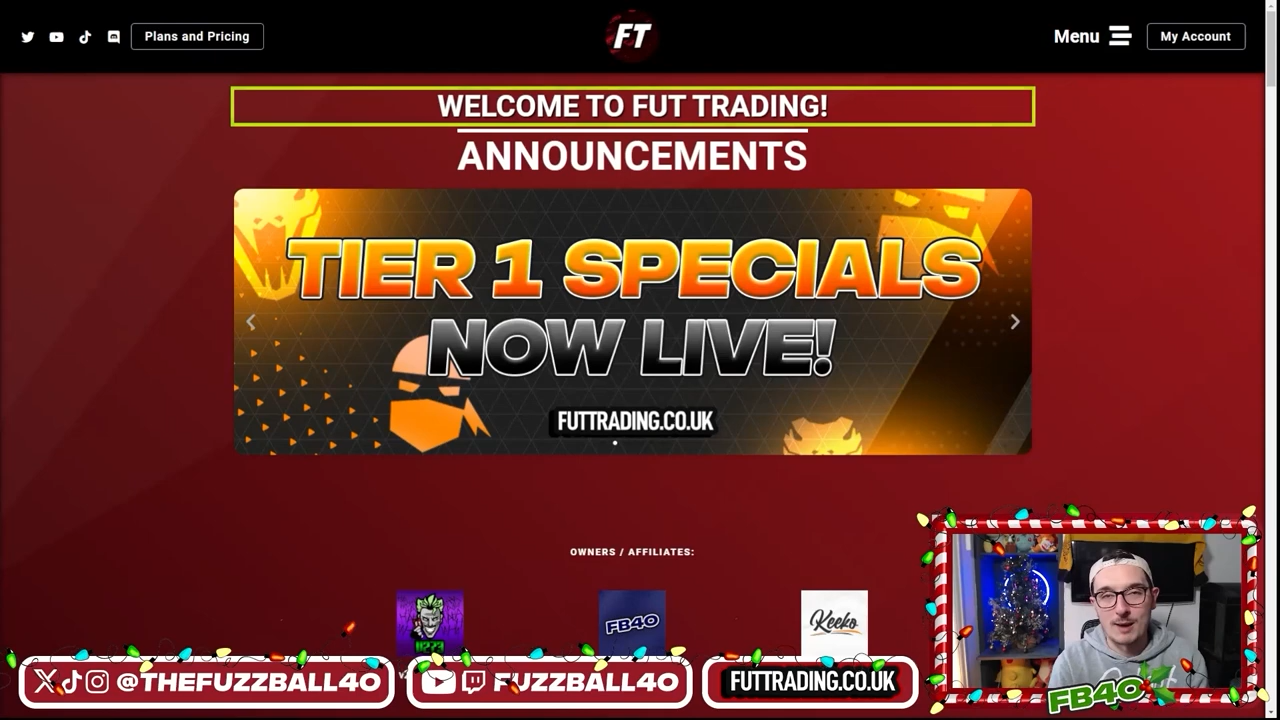 Plans and Pricing
FT
Menu
My Account
WELCOME TO FUT TRADING!
ANNOUNCEMENTS
TIER 1 SPECIALS
NOW LIVE!
FUTTRADING.CO.UK
OWNERS / AFFILIATES:
FB40
Keeko
@THEFUZZBALL40
FUZZBALL40
FUTTRADING.CO.UK
FB40